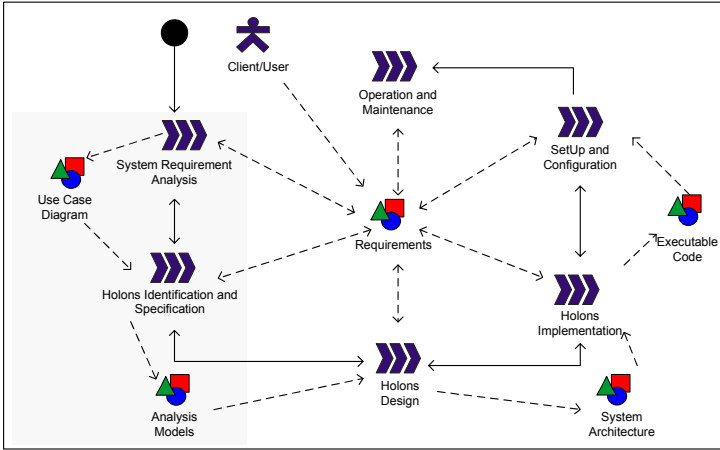 Client/User
Operation and
Maintenance
SetUp and
Configuration
System Requirement
Analysis
Use Case
Diagram
Requirements
Executable
Code
Holons Identification and
Specification
Holons
Implementation
Holons
Design
Analysis
Models
System
Architecture